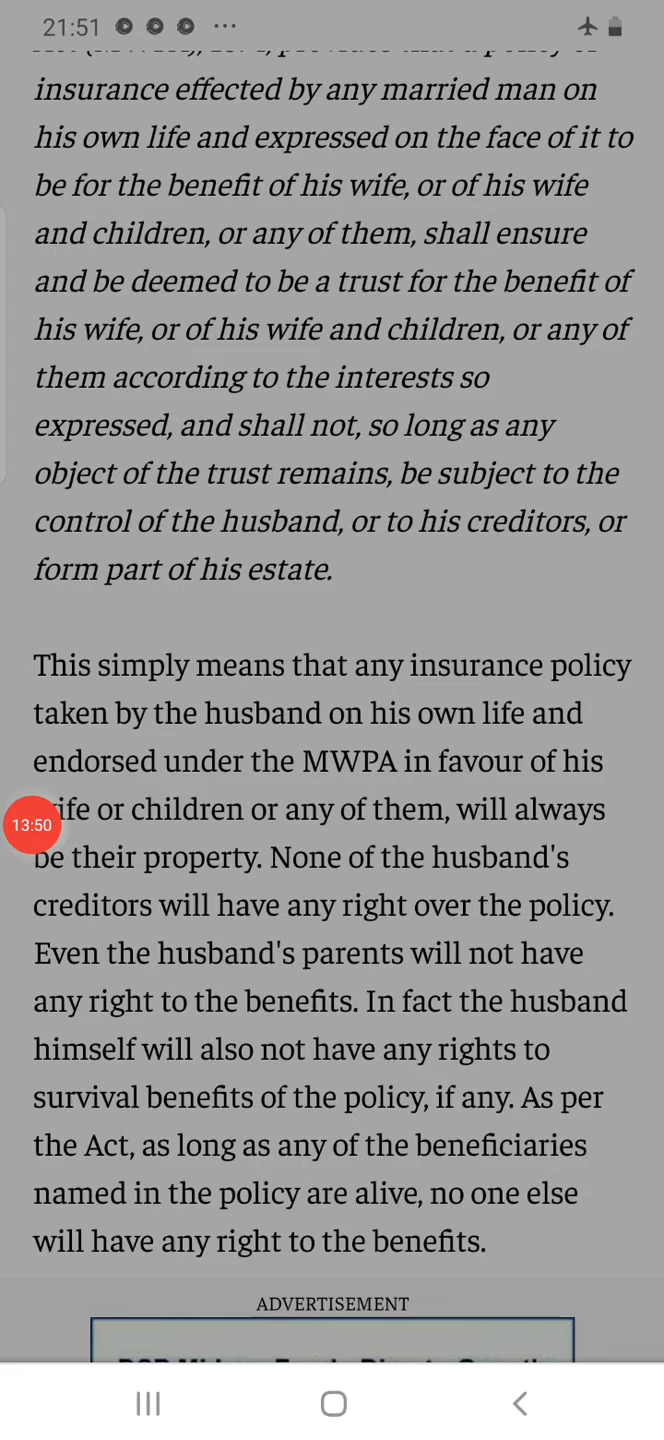 21:51
insurance effected by any married man on
his own life and expressed on the face of it to
be for the benefit of his wife, or of his wife
and children, or any of them, shall ensure
and be deemed to be a trust for the benefit of
his wife, or of his wife and children, or any of
them according to the interests so
expressed, and shall not, so long as any
object of the trust remains, be subject to the
control of the husband, or to his creditors, or
form part of his estate.
This simply means that any insurance policy
taken by the husband on his own life and
endorsed under the MWPA in favour of his
wife or children or any of them, will always
13:50
be their property. None of the husband's
creditors will have any right over the policy.
Even the husband's parents will not have
any right to the benefits. In fact the husband
himself will also not have any rights to
survival benefits of the policy, if any. As per
the Act, as long as any of the beneficiaries
named in the policy are alive, no one else
will have any right to the benefits.
ADVERTISEMENT